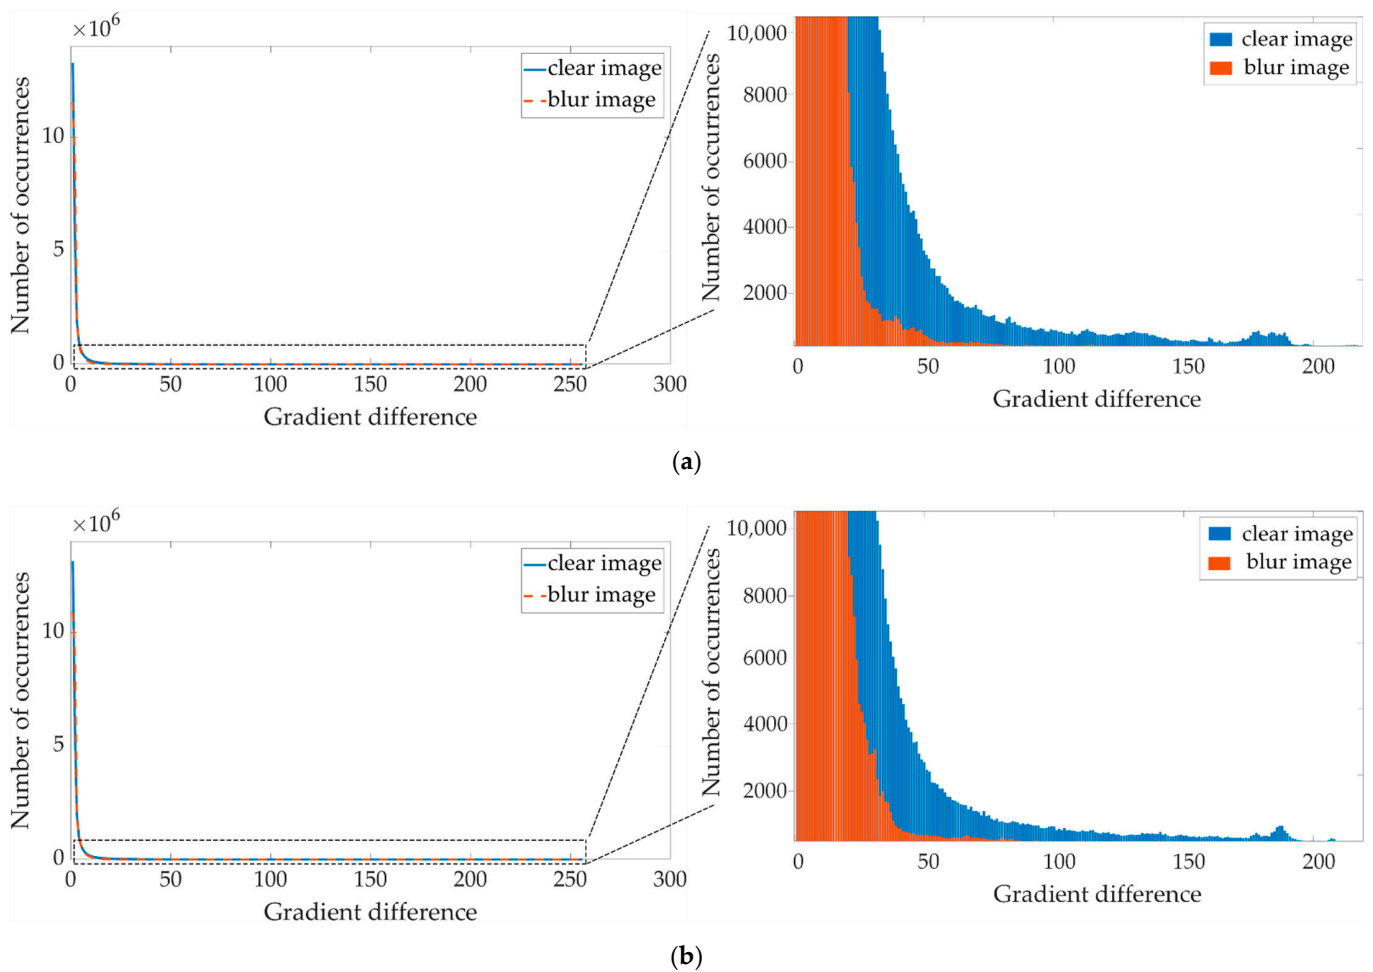 ×10⁶
Number of occurrences
10
5
0
0 50 100 150 200 250 300
Gradient difference
clear image
blur image
Number of occurrences
10,000
8000
6000
4000
2000
0 50 100 150 200
Gradient difference
clear image
blur image
(a)
×10⁶
Number of occurrences
10
5
0
0 50 100 150 200 250 300
Gradient difference
clear image
blur image
Number of occurrences
10,000
8000
6000
4000
2000
0 50 100 150 200
Gradient difference
clear image
blur image
(b)